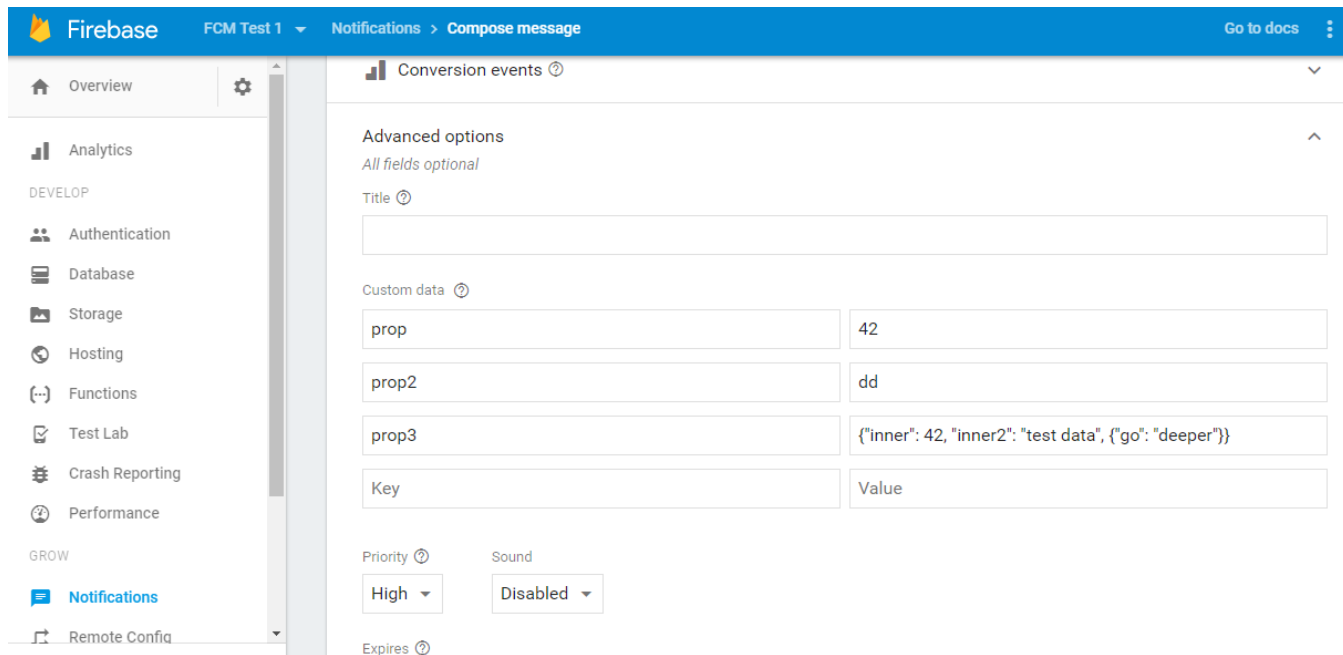 Firebase FCM Test 1 Notifications > Compose message Go to docs
Overview
Analytics
DEVELOP
Authentication
Database
Storage
Hosting
Functions
Test Lab
Crash Reporting
Performance
GROW
Notifications
Remote Config
Conversion events
Advanced options
All fields optional
Title
Custom data
prop 42
prop2 dd
prop3 {"inner": 42, "inner2": "test data", {"go": "deeper"}}
Key Value
Priority Sound
High Disabled
Expires